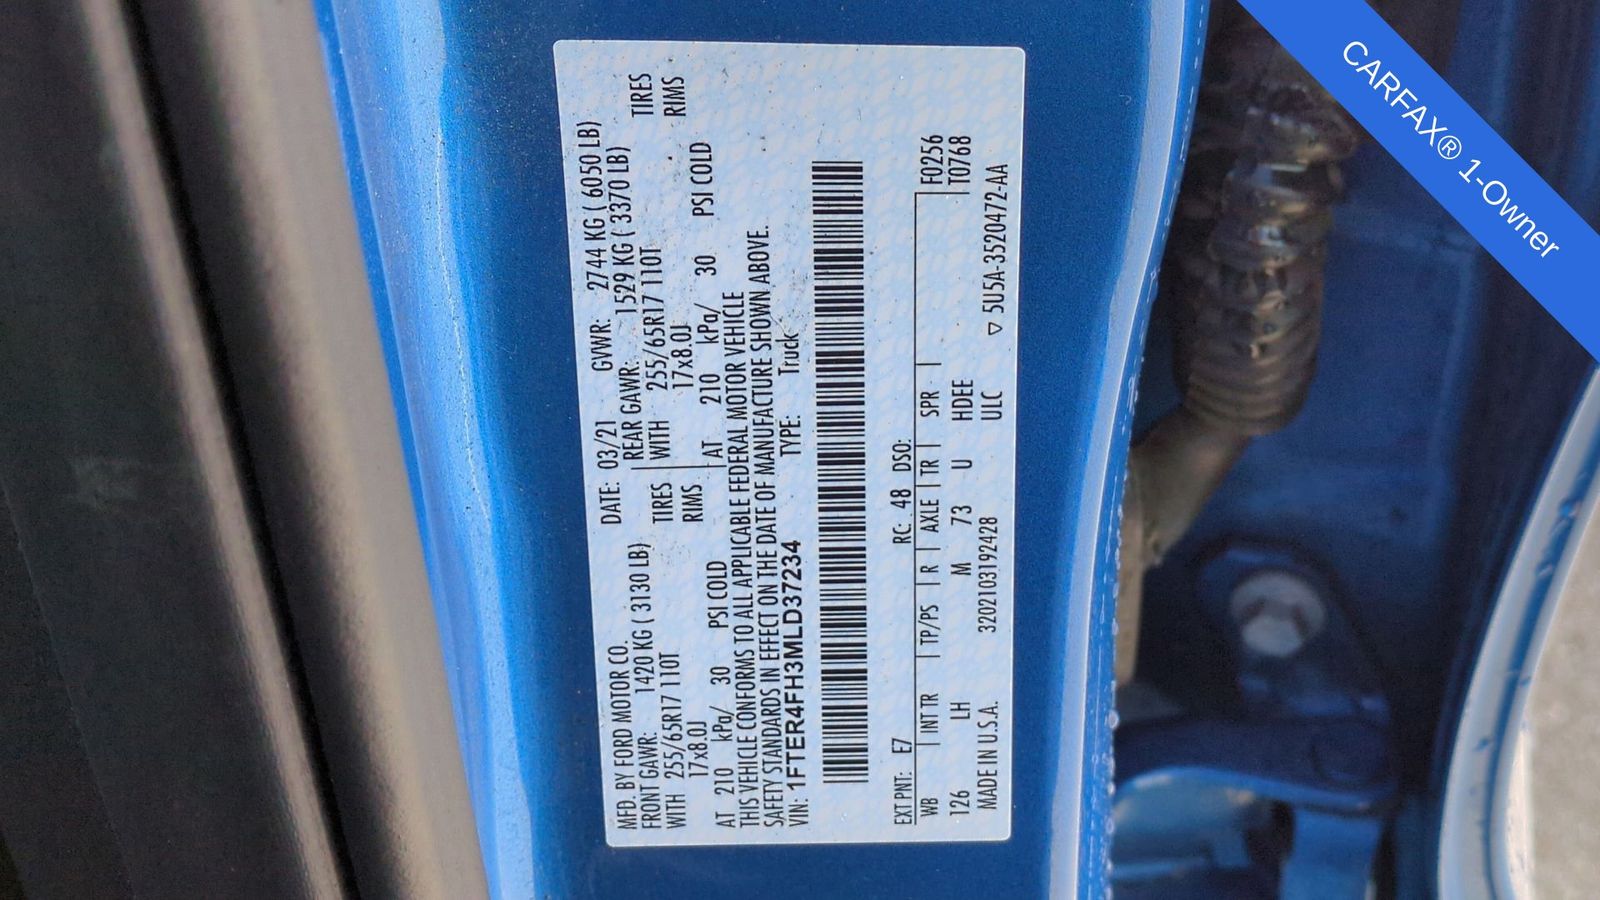 MFD. BY FORD MOTOR CO.
DATE: 03/21 GVWR: 2744 KG ( 6050 LB)
FRONT GAWR: 1420 KG ( 3130 LB)
REAR GAWR: 1529 KG ( 3370 LB)
WITH 255/65R17 110T TIRES
WITH 255/65R17 110T TIRES
17x8.0J RIMS
17x8.0J RIMS
AT 210 kPa/ 30 PSI COLD
AT 210 kPa/ 30 PSI COLD
THIS VEHICLE CONFORMS TO ALL APPLICABLE FEDERAL MOTOR VEHICLE
SAFETY STANDARDS IN EFFECT ON THE DATE OF MANUFACTURE SHOWN ABOVE.
VIN: 1FTER4FH3MLD37234 TYPE: Truck
EXT PNT: E7 RC: 48 DSO: F0256
WB INT TR TP/PS R AXLE TR SPR T0768
126 LH M 73 U HDEE
MADE IN U.S.A. 320210319​2428 ULC ▽ 5U5A-3520472-AA
CARFAX® 1-Owner